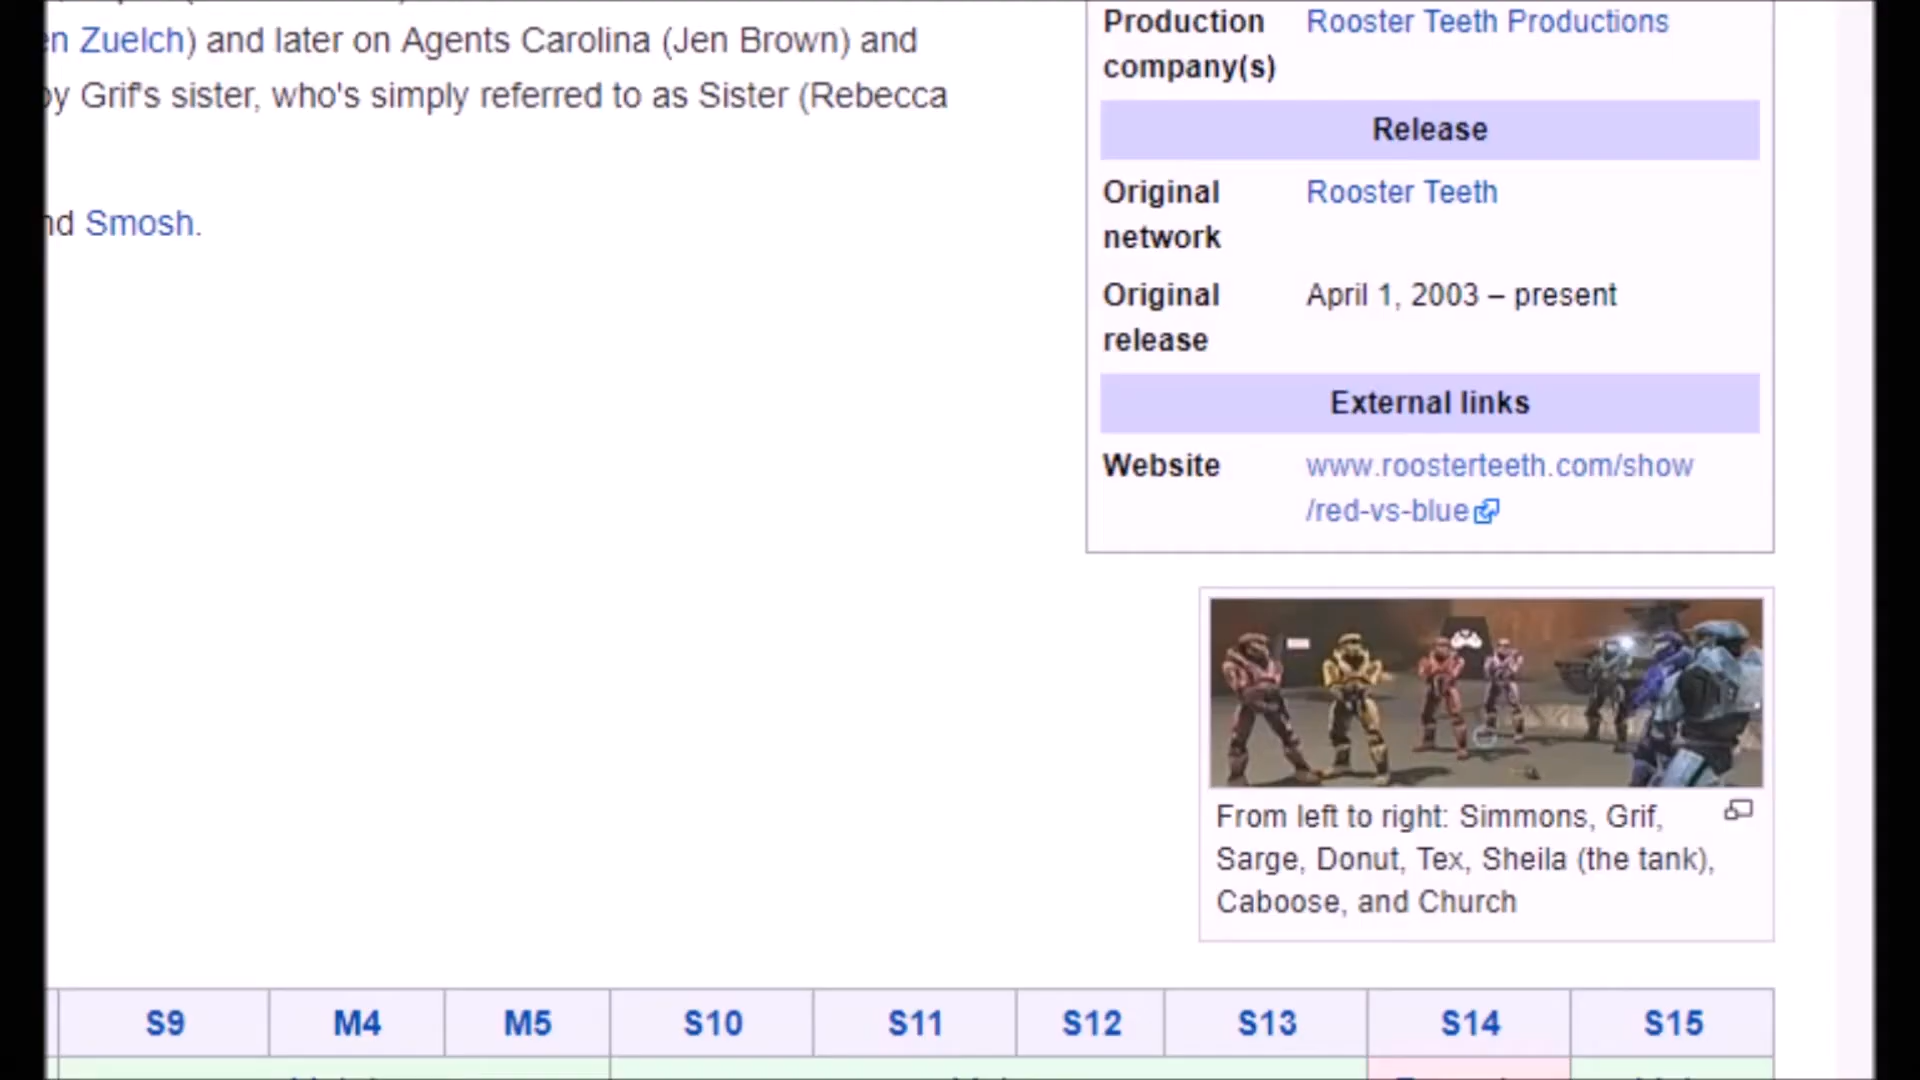 en Zuelch) and later on Agents Carolina (Jen Brown) and
by Grif's sister, who's simply referred to as Sister (Rebecca
nd Smosh.
Production company(s) Rooster Teeth Productions
Release
Original network Rooster Teeth
Original release April 1, 2003 – present
External links
Website www.roosterteeth.com/show
/red-vs-blue
From left to right: Simmons, Grif,
Sarge, Donut, Tex, Sheila (the tank),
Caboose, and Church
S9 M4 M5 S10 S11 S12 S13 S14 S15